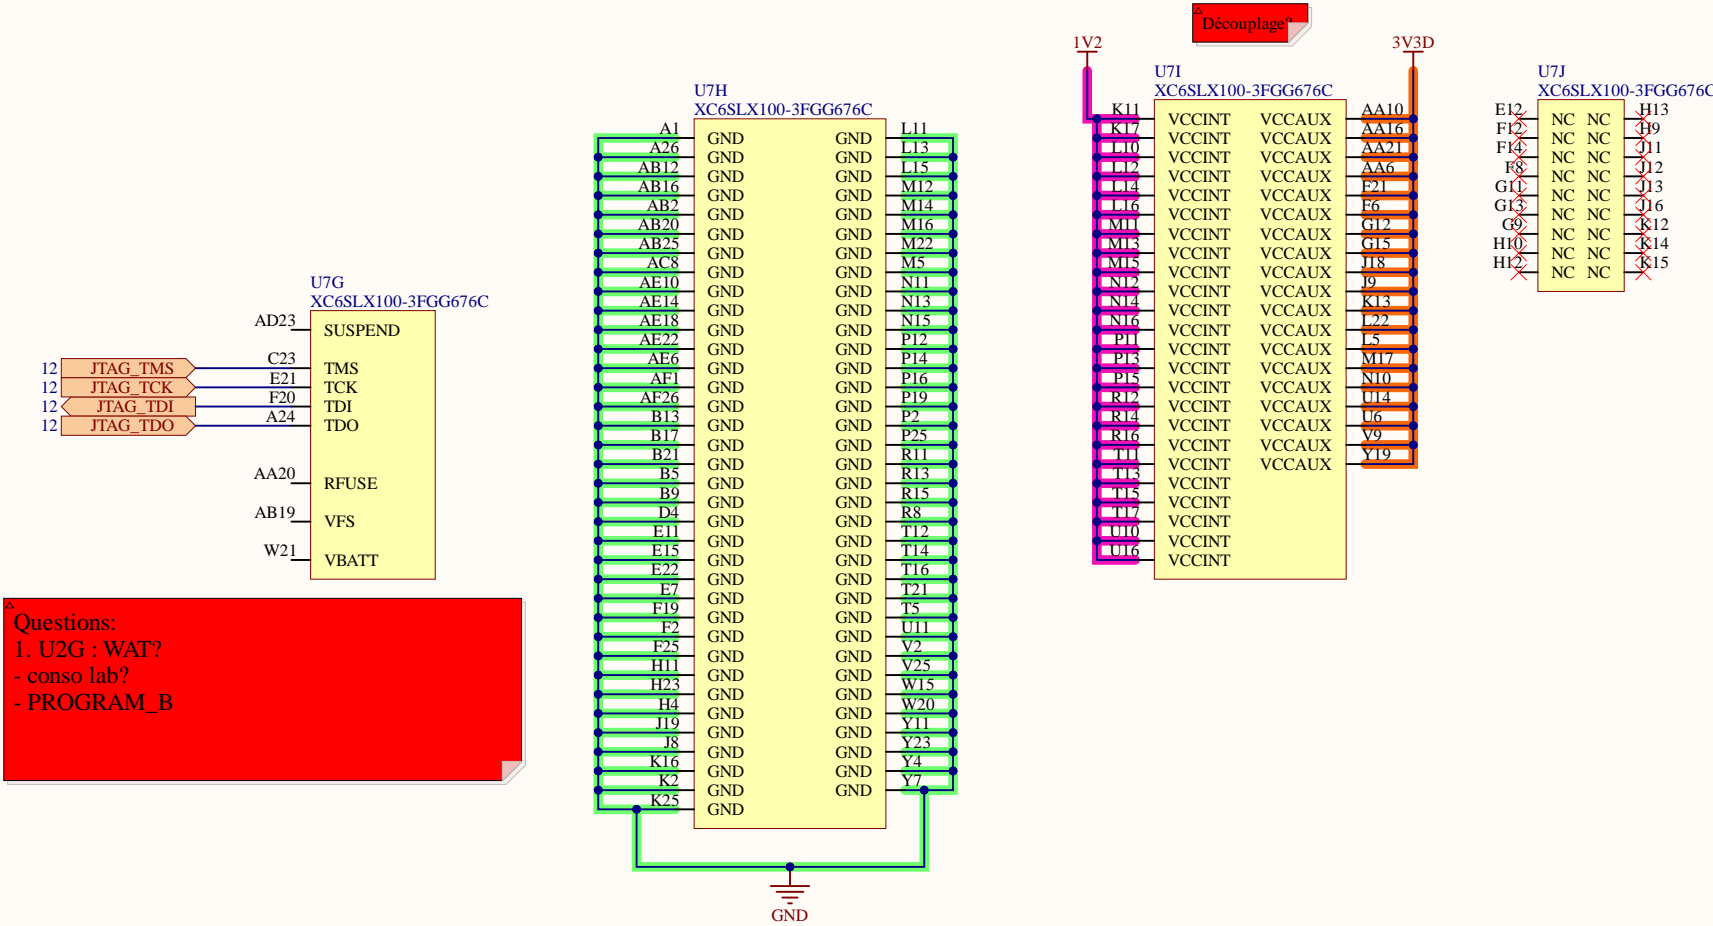 Découplage?
1V2
3V3D
U7G
XC6SLX100-3FGG676C
AD23 SUSPEND
12 JTAG_TMS C23 TMS
12 JTAG_TCK E21 TCK
12 JTAG_TDI F20 TDI
12 JTAG_TDO A24 TDO
AA20 RFUSE
AB19 VFS
W21 VBATT
Questions:
1. U2G : WAT?
- conso lab?
- PROGRAM_B
U7H
XC6SLX100-3FGG676C
A1 GND GND L11
A26 GND GND L13
AB12 GND GND L15
AB16 GND GND M12
AB2 GND GND M14
AB20 GND GND M16
AB25 GND GND M22
AC8 GND GND M5
AE10 GND GND N11
AE14 GND GND N13
AE18 GND GND N15
AE22 GND GND P12
AE6 GND GND P14
AF1 GND GND P16
AF26 GND GND P19
B13 GND GND P2
B17 GND GND P25
B21 GND GND R11
B5 GND GND R13
B9 GND GND R15
D4 GND GND R8
E11 GND GND T12
E15 GND GND T14
E22 GND GND T16
E7 GND GND T21
F19 GND GND T5
F2 GND GND U11
F25 GND GND V2
H11 GND GND V25
H23 GND GND W15
H4 GND GND W20
J19 GND GND Y11
J8 GND GND Y23
K16 GND GND Y4
K2 GND GND Y7
K25 GND
GND
U7I
XC6SLX100-3FGG676C
K11 VCCINT VCCAUX AA10
K17 VCCINT VCCAUX AA16
L10 VCCINT VCCAUX AA21
L12 VCCINT VCCAUX AA6
L14 VCCINT VCCAUX F21
L16 VCCINT VCCAUX F6
M11 VCCINT VCCAUX G12
M13 VCCINT VCCAUX G15
M15 VCCINT VCCAUX J18
N12 VCCINT VCCAUX J9
N14 VCCINT VCCAUX K13
N16 VCCINT VCCAUX L22
P11 VCCINT VCCAUX L5
P13 VCCINT VCCAUX M17
P15 VCCINT VCCAUX N10
R12 VCCINT VCCAUX U14
R14 VCCINT VCCAUX U6
R16 VCCINT VCCAUX V9
T11 VCCINT VCCAUX Y19
T13 VCCINT
T15 VCCINT
T17 VCCINT
U10 VCCINT
U16 VCCINT
U7J
XC6SLX100-3FGG676C
E12 NC NC H13
F12 NC NC H9
F14 NC NC J11
F8 NC NC J12
G11 NC NC J13
G13 NC NC J16
G9 NC NC K12
H10 NC NC K14
H12 NC NC K15